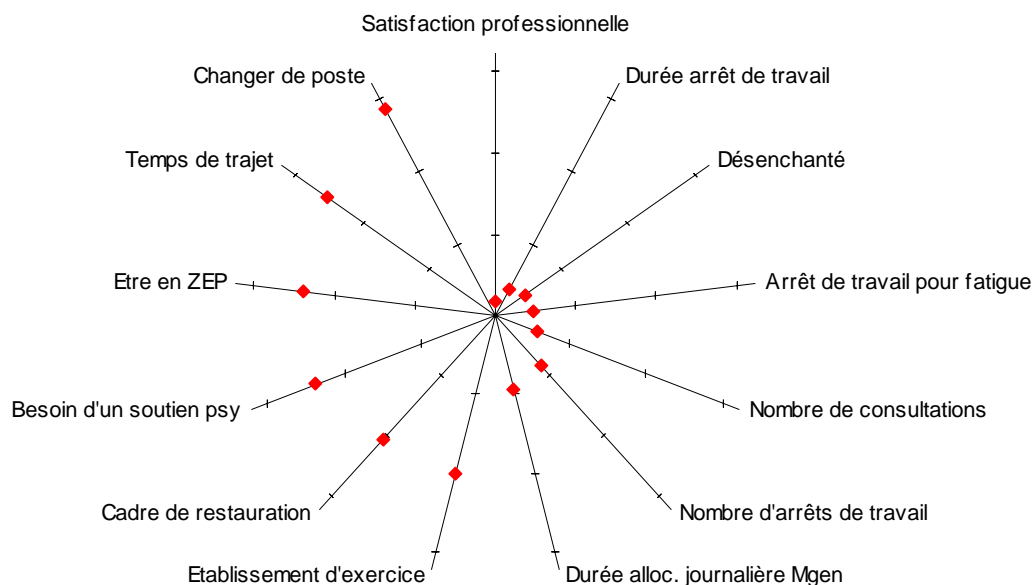 Satisfaction professionnelle
Changer de poste
Durée arrêt de travail
Temps de trajet
Désenchanté
Etre en ZEP
Arrêt de travail pour fatigue
Besoin d'un soutien psy
Nombre de consultations
Cadre de restauration
Nombre d'arrêts de travail
Etablissement d'exercice
Durée alloc. journalière Mgen